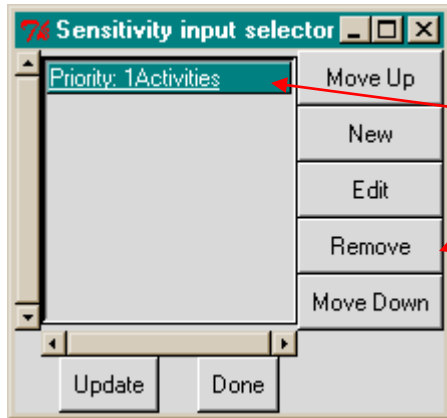 Sensitivity input selector
Priority: 1Activities
Move Up
New
Edit
Remove
Move Down
Update
Done